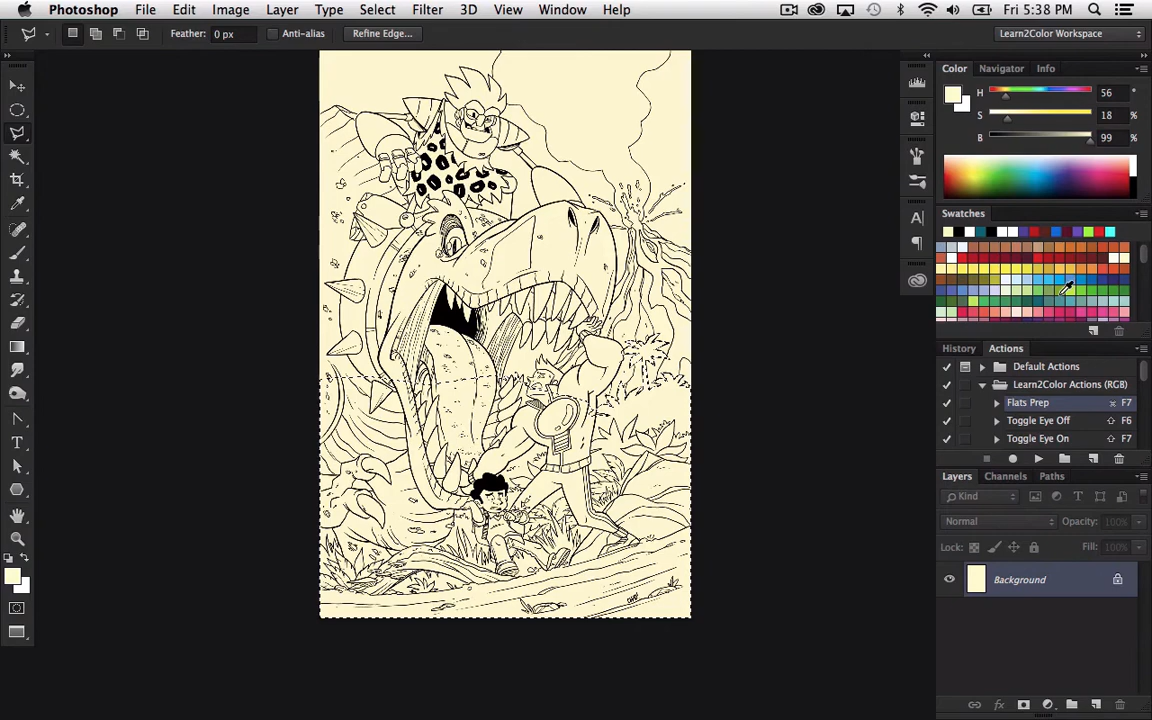 Photoshop File Edit Image Layer Type Select Filter 3D View Window Help Fri 5:38 PM
Feather: 0 px Anti-alias Refine Edge... Learn2Color Workspace
Color Navigator Info
H 56 °
S 18 %
B 99 %
Swatches
History Actions
Default Actions
Learn2Color Actions (RGB)
Flats Prep F7
Toggle Eye Off F6
Toggle Eye On F7
Layers Channels Paths
Kind
Normal Opacity: 100%
Lock: Fill: 100%
Background